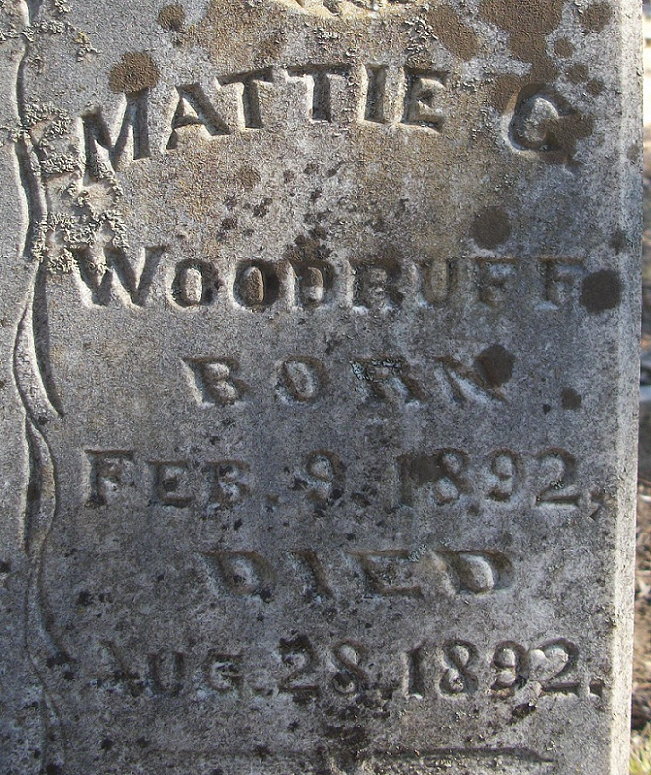 MATTIE C
WOODRUFF
BORN
FEB. 9. 1892,
DIED
AUG. 28. 1892.